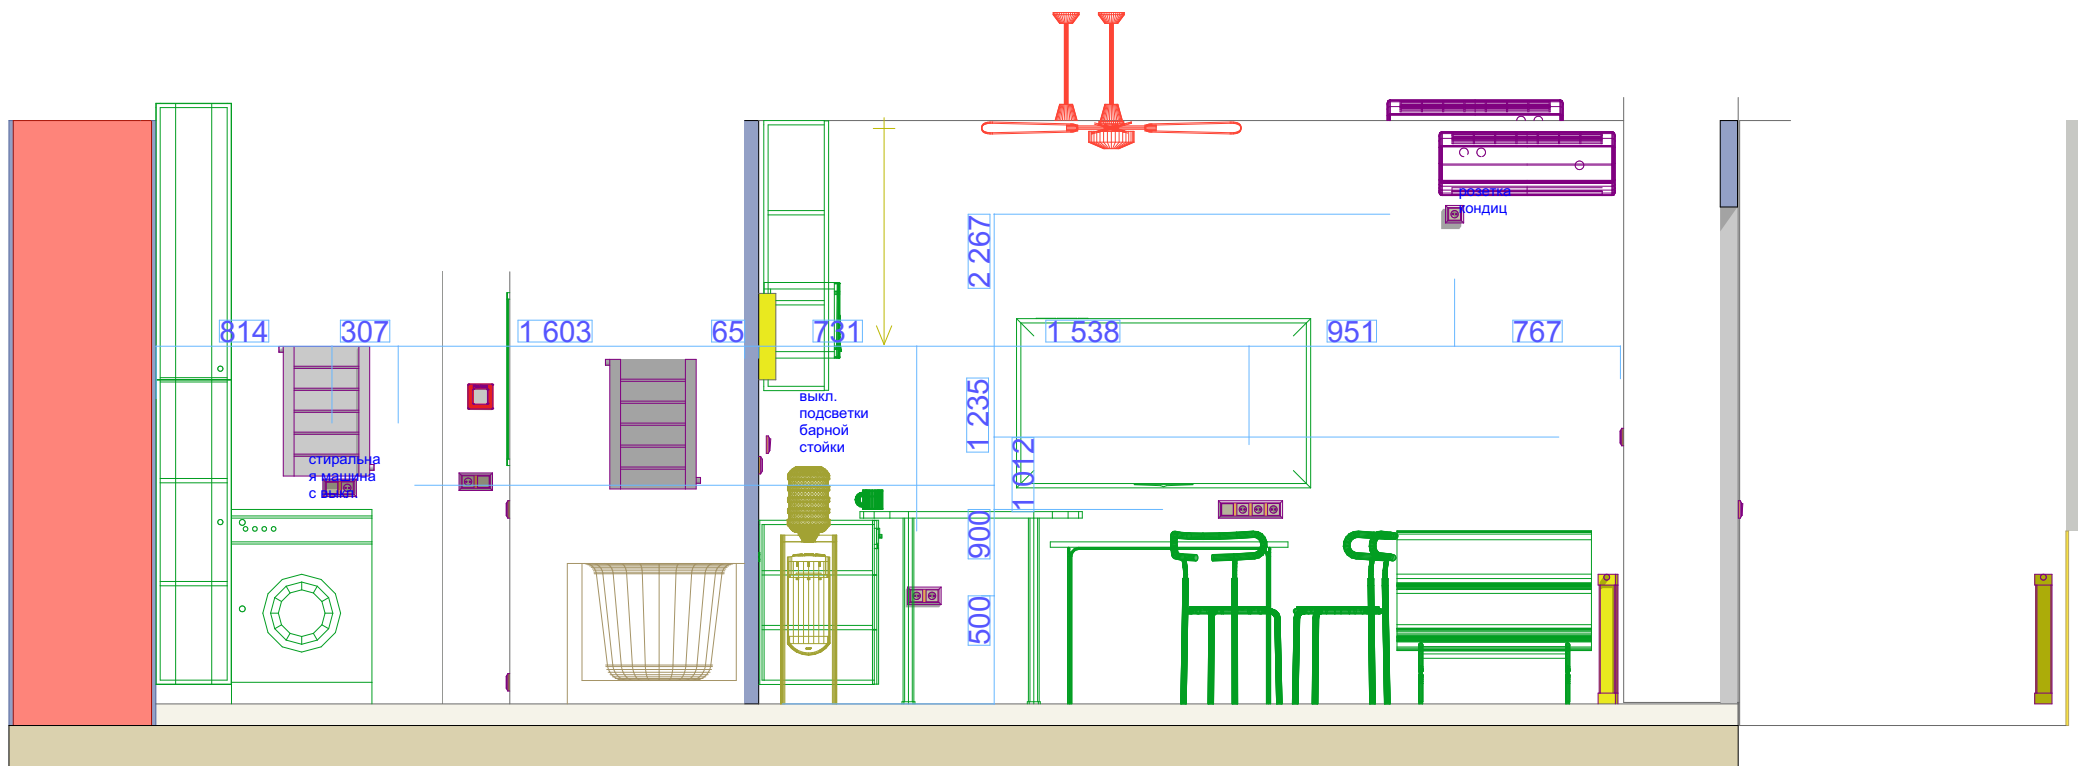 розетка
кондиц
2 267
814
307
1 603
65
731
1 538
951
767
1 235
выкл.
подсветки
барной
стойки
1 012
стиральна
я машина
с выкл.
900
500